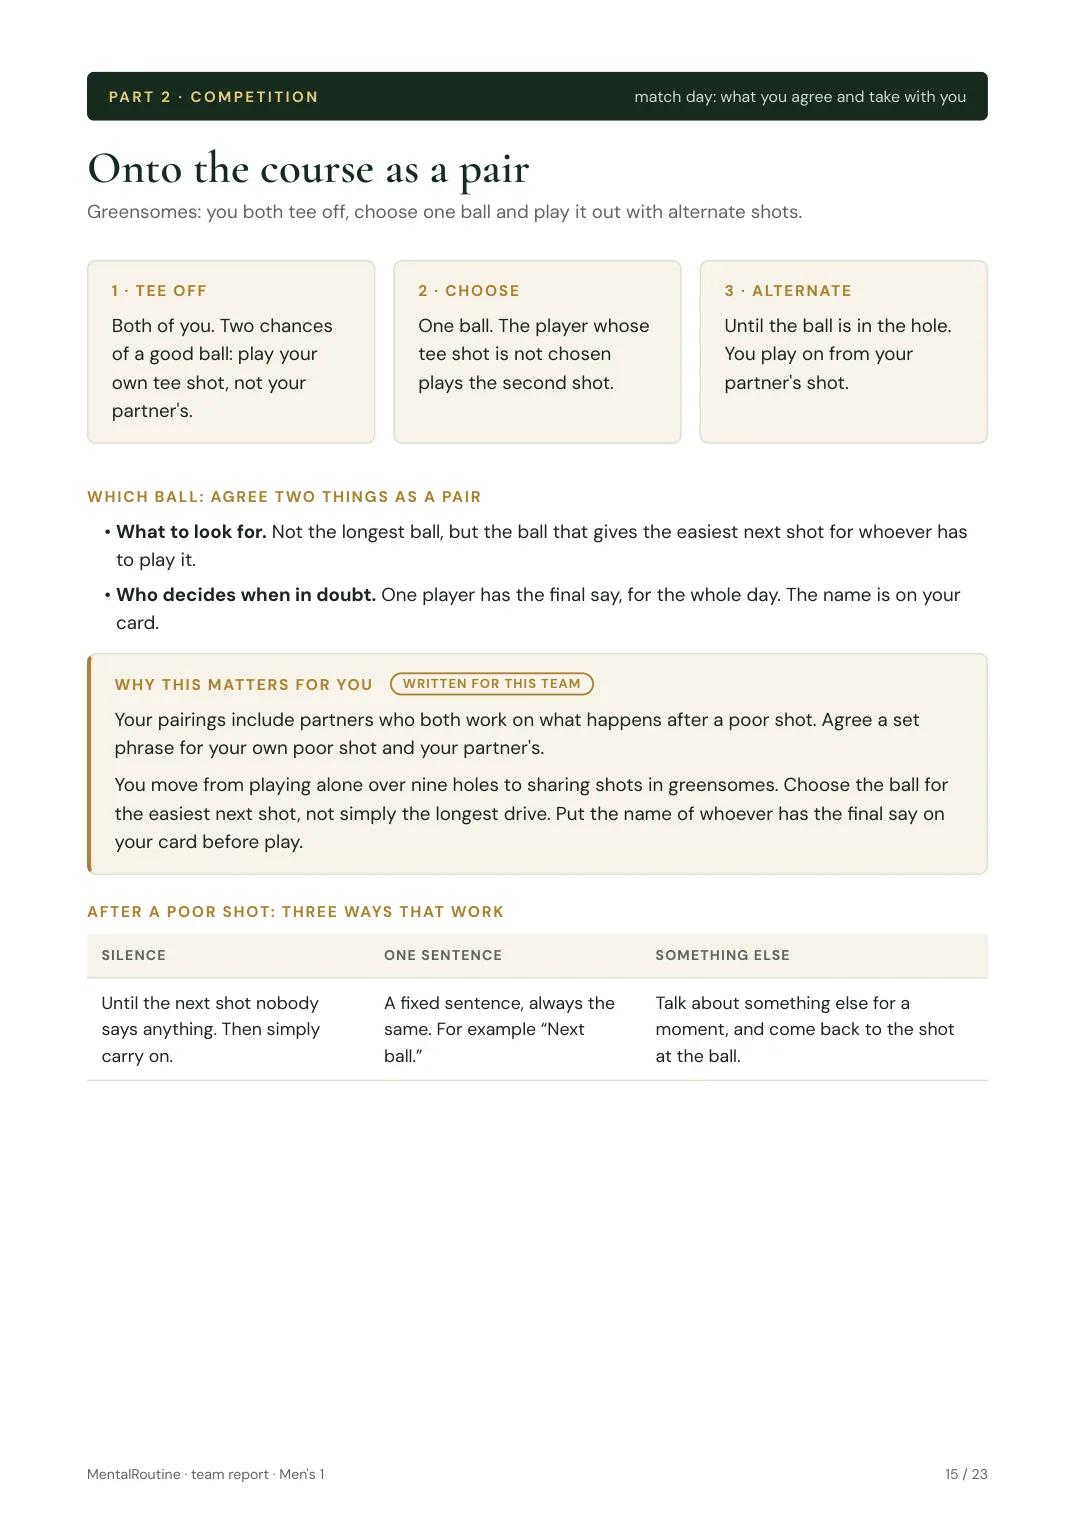 PART 2 · COMPETITION
match day: what you agree and take with you
Onto the course as a pair
Greensomes: you both tee off, choose one ball and play it out with alternate shots.
1 · TEE OFF
Both of you. Two chances
of a good ball: play your
own tee shot, not your
partner's.
2 · CHOOSE
One ball. The player whose
tee shot is not chosen
plays the second shot.
3 · ALTERNATE
Until the ball is in the hole.
You play on from your
partner's shot.
WHICH BALL: AGREE TWO THINGS AS A PAIR
• What to look for. Not the longest ball, but the ball that gives the easiest next shot for whoever has
to play it.
• Who decides when in doubt. One player has the final say, for the whole day. The name is on your
card.
WHY THIS MATTERS FOR YOU
WRITTEN FOR THIS TEAM
Your pairings include partners who both work on what happens after a poor shot. Agree a set
phrase for your own poor shot and your partner's.
You move from playing alone over nine holes to sharing shots in greensomes. Choose the ball for
the easiest next shot, not simply the longest drive. Put the name of whoever has the final say on
your card before play.
AFTER A POOR SHOT: THREE WAYS THAT WORK
SILENCE
Until the next shot nobody
says anything. Then simply
carry on.
ONE SENTENCE
A fixed sentence, always the
same. For example “Next
ball.”
SOMETHING ELSE
Talk about something else for a
moment, and come back to the shot
at the ball.
MentalRoutine · team report · Men's 1
15 / 23